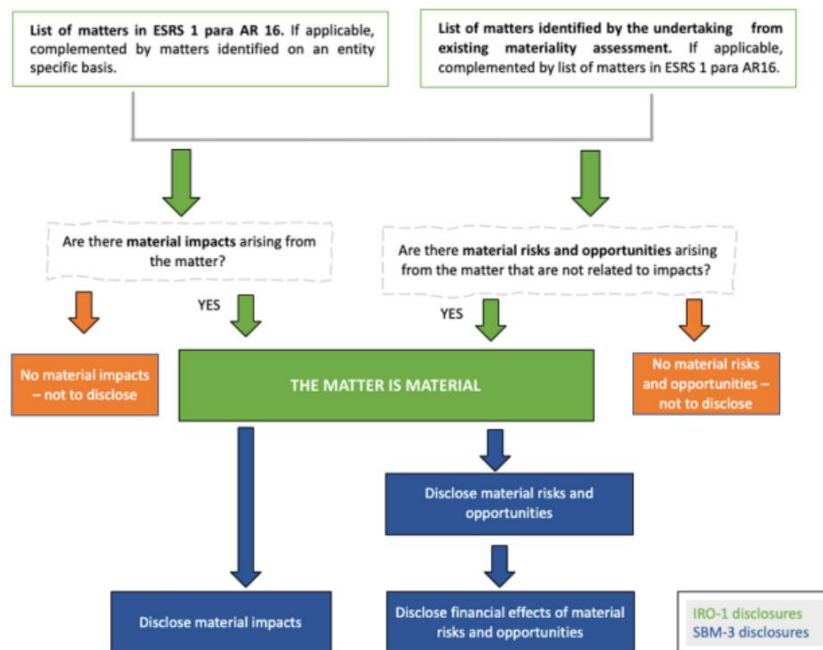 List of matters in ESRS 1 para AR 16. If applicable,
complemented by matters identified on an entity
specific basis.
List of matters identified by the undertaking from
existing materiality assessment. If applicable,
complemented by list of matters in ESRS 1 para AR16.
Are there material impacts arising from
the matter?
Are there material risks and opportunities arising
from the matter that are not related to impacts?
YES
YES
No material impacts
– not to disclose
THE MATTER IS MATERIAL
No material risks
and opportunities –
not to disclose
Disclose material risks and
opportunities
Disclose material impacts
Disclose financial effects of material
risks and opportunities
IRO-1 disclosures
SBM-3 disclosures